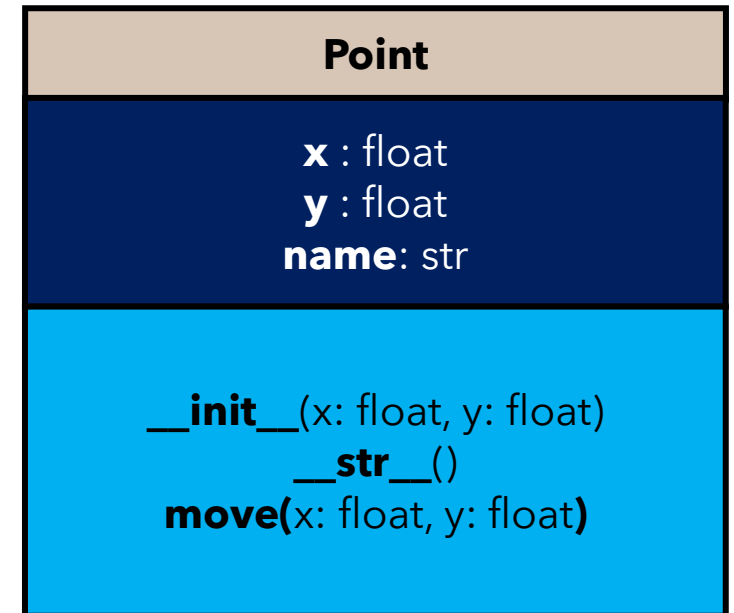 Point
x : float
y : float
name: str
__init__(x: float, y: float)
__str__()
move(x: float, y: float)